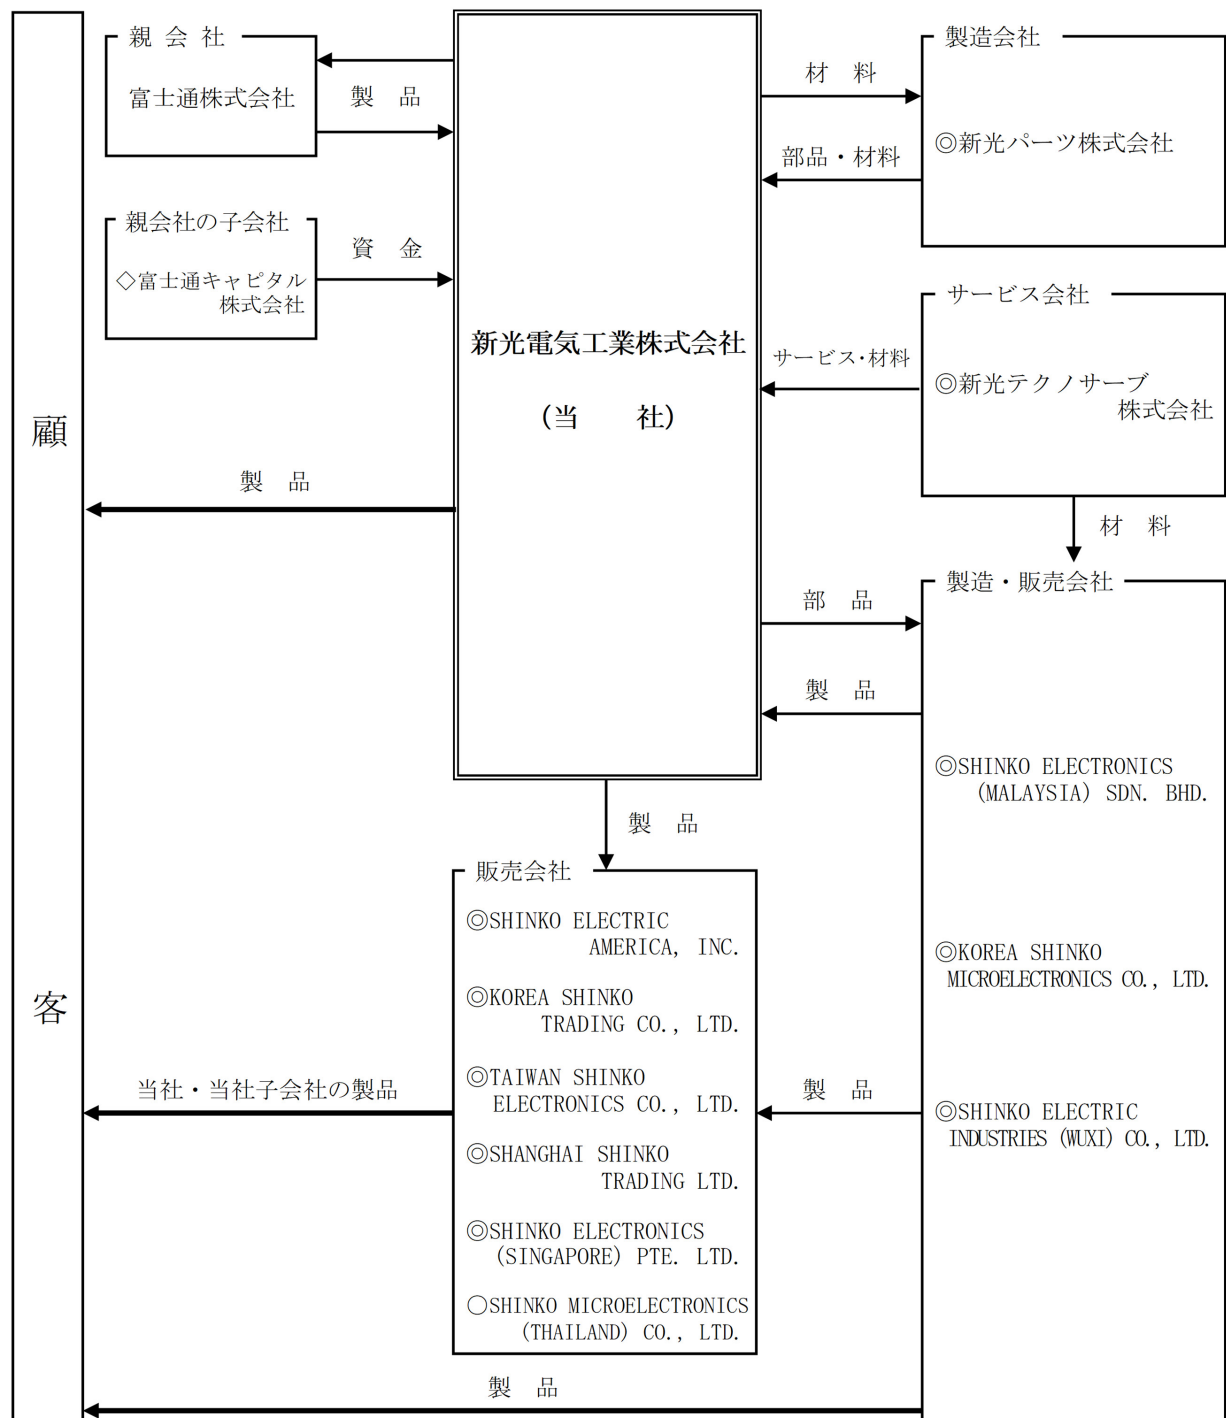 顧
客
親 会 社
富士通株式会社
製 品
親会社の子会社
◇富士通キャピタル
株式会社
資 金
製 品
新光電気工業株式会社
(当 社)
材 料
部品・材料
製造会社
◎新光パーツ株式会社
サービス会社
サービス・材料
◎新光テクノサーブ
株式会社
材 料
製造・販売会社
部 品
製 品
◎SHINKO ELECTRONICS
(MALAYSIA) SDN. BHD.
◎KOREA SHINKO
MICROELECTRONICS CO., LTD.
◎SHINKO ELECTRIC
INDUSTRIES (WUXI) CO., LTD.
製 品
販売会社
◎SHINKO ELECTRIC
AMERICA, INC.
◎KOREA SHINKO
TRADING CO., LTD.
◎TAIWAN SHINKO
ELECTRONICS CO., LTD.
◎SHANGHAI SHINKO
TRADING LTD.
◎SHINKO ELECTRONICS
(SINGAPORE) PTE. LTD.
○SHINKO MICROELECTRONICS
(THAILAND) CO., LTD.
当社・当社子会社の製品
製 品
製 品